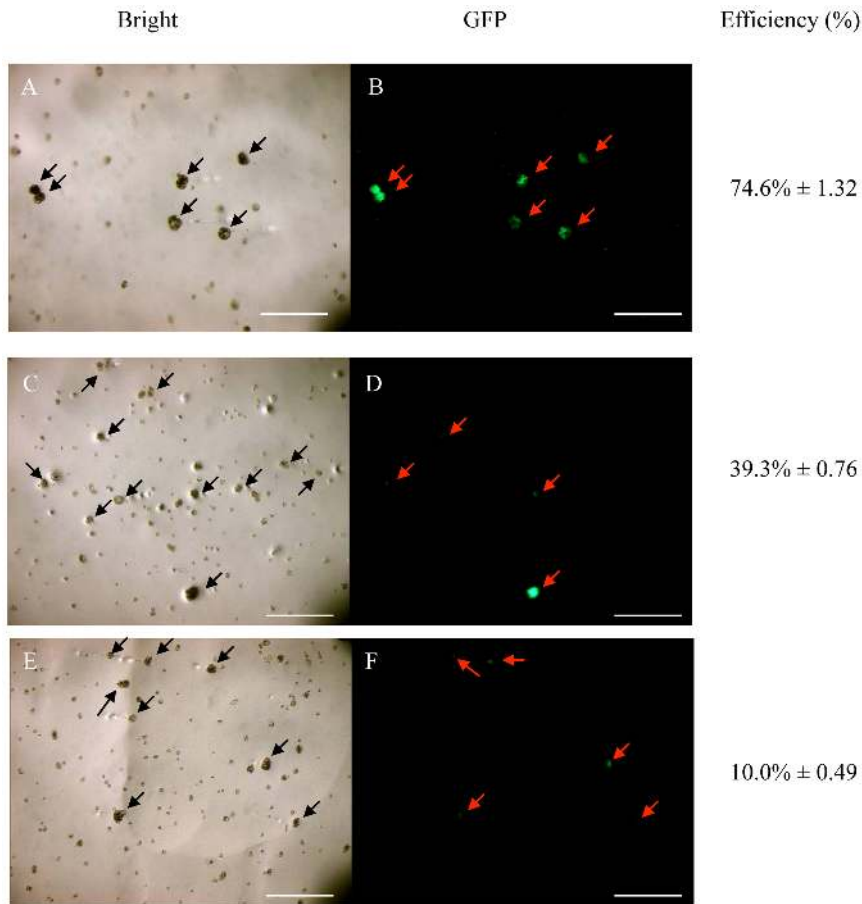 Bright GFP Efficiency (%)
A B
74.6% ± 1.32
C D
39.3% ± 0.76
E F
10.0% ± 0.49